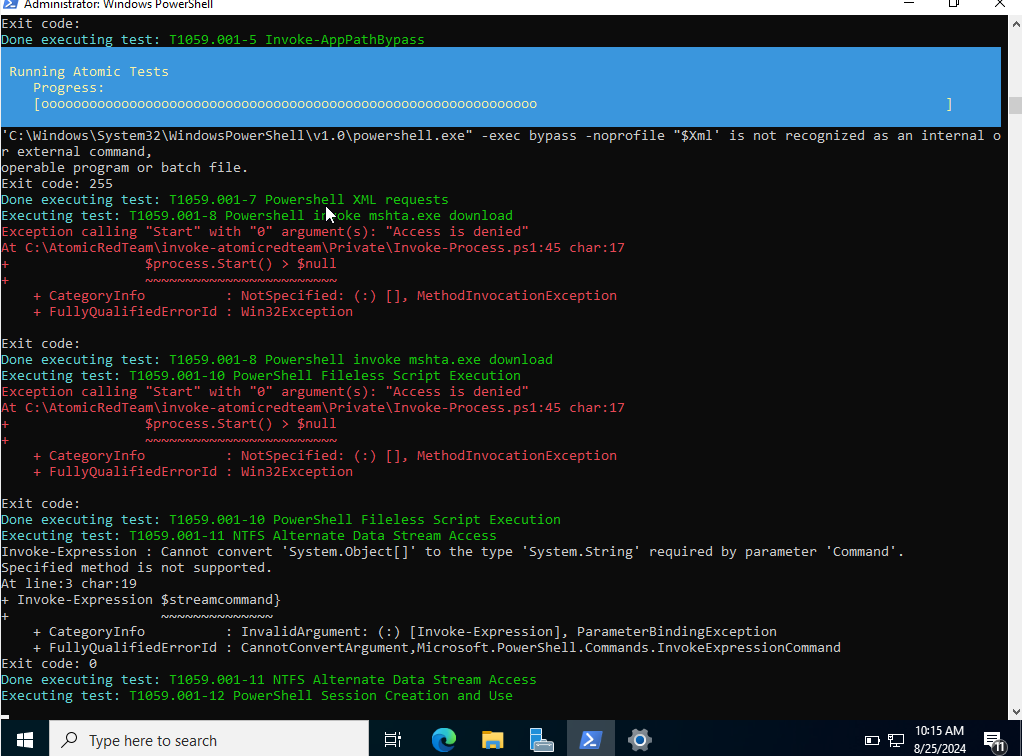 Administrator: Windows PowerShell
Exit code:
Done executing test: T1059.001-5 Invoke-AppPathBypass
Running Atomic Tests
Progress:
[oooooooooooooooooooooooooooooooooooooooooooooooooooooooooooooo ]
'C:\Windows\System32\WindowsPowerShell\v1.0\powershell.exe" -exec bypass -noprofile "$Xml' is not recognized as an internal o
r external command,
operable program or batch file.
Exit code: 255
Done executing test: T1059.001-7 Powershell XML requests
Executing test: T1059.001-8 Powershell invoke mshta.exe download
Exception calling "Start" with "0" argument(s): "Access is denied"
At C:\AtomicRedTeam\invoke-atomicredteam\Private\Invoke-Process.ps1:45 char:17
+                 $process.Start() > $null
+                 ~~~~~~~~~~~~~~~~~~~~~~~~
    + CategoryInfo          : NotSpecified: (:) [], MethodInvocationException
    + FullyQualifiedErrorId : Win32Exception
Exit code:
Done executing test: T1059.001-8 Powershell invoke mshta.exe download
Executing test: T1059.001-10 PowerShell Fileless Script Execution
Exception calling "Start" with "0" argument(s): "Access is denied"
At C:\AtomicRedTeam\invoke-atomicredteam\Private\Invoke-Process.ps1:45 char:17
+                 $process.Start() > $null
+                 ~~~~~~~~~~~~~~~~~~~~~~~~
    + CategoryInfo          : NotSpecified: (:) [], MethodInvocationException
    + FullyQualifiedErrorId : Win32Exception
Exit code:
Done executing test: T1059.001-10 PowerShell Fileless Script Execution
Executing test: T1059.001-11 NTFS Alternate Data Stream Access
Invoke-Expression : Cannot convert 'System.Object[]' to the type 'System.String' required by parameter 'Command'.
Specified method is not supported.
At line:3 char:19
+ Invoke-Expression $streamcommand}
+                   ~~~~~~~~~~~~~~
    + CategoryInfo          : InvalidArgument: (:) [Invoke-Expression], ParameterBindingException
    + FullyQualifiedErrorId : CannotConvertArgument,Microsoft.PowerShell.Commands.InvokeExpressionCommand
Exit code: 0
Done executing test: T1059.001-11 NTFS Alternate Data Stream Access
Executing test: T1059.001-12 PowerShell Session Creation and Use
Type here to search
10:15 AM
8/25/2024
11